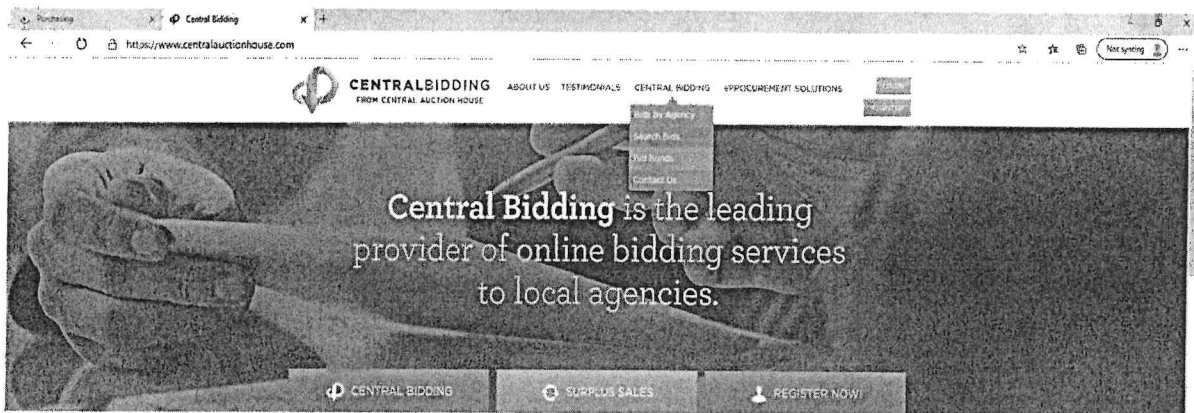 Purchasing
Central Bidding
https://www.centralauctionhouse.com
Not syncing
CENTRALBIDDING
FROM CENTRAL AUCTION HOUSE
ABOUT US TESTIMONIALS CENTRAL BIDDING ePROCUREMENT SOLUTIONS
Bids by Agency
Search Bids
Bid Bonds
Contact Us
Central Bidding is the leading
provider of online bidding services
to local agencies.
CENTRAL BIDDING SURPLUS SALES REGISTER NOW!